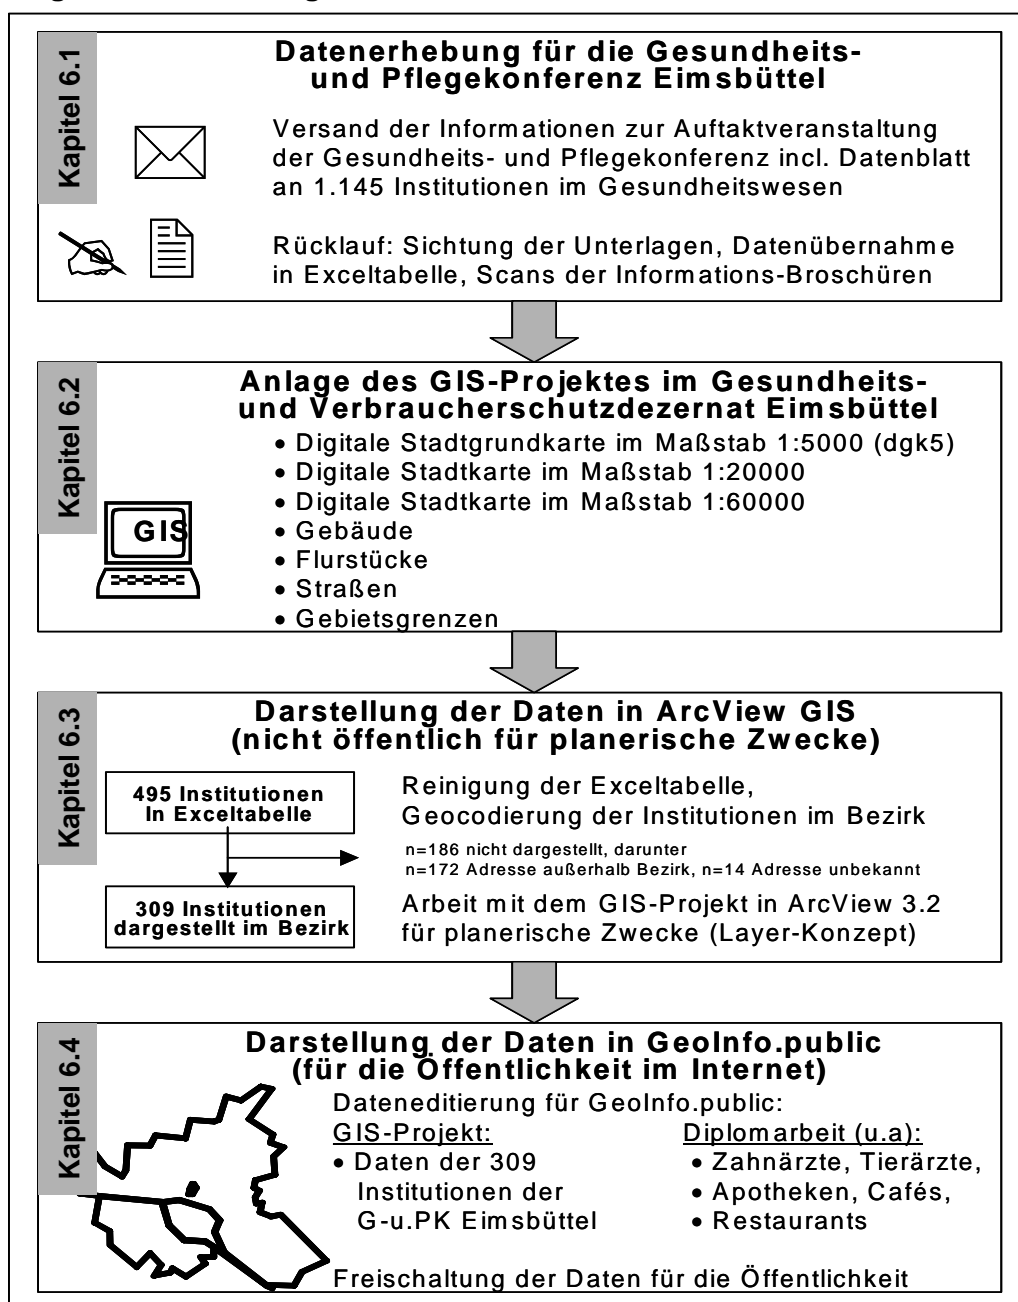 Kapitel 6.1
Datenerhebung für die Gesundheits-
und Pflegekonferenz Eimsbüttel
Versand der Informationen zur Auftaktveranstaltung
der Gesundheits- und Pflegekonferenz incl. Datenblatt
an 1.145 Institutionen im Gesundheitswesen
Rücklauf: Sichtung der Unterlagen, Datenübernahme
in Exceltabelle, Scans der Informations-Broschüren
Kapitel 6.2
Anlage des GIS-Projektes im Gesundheits-
und Verbraucherschutzdezernat Eimsbüttel
• Digitale Stadtgrundkarte im Maßstab 1:5000 (dgk5)
• Digitale Stadtkarte im Maßstab 1:20000
• Digitale Stadtkarte im Maßstab 1:60000
• Gebäude
• Flurstücke
• Straßen
• Gebietsgrenzen
GIS
Kapitel 6.3
Darstellung der Daten in ArcView GIS
(nicht öffentlich für planerische Zwecke)
495 Institutionen
In Exceltabelle
Reinigung der Exceltabelle,
Geocodierung der Institutionen im Bezirk
n=186 nicht dargestellt, darunter
n=172 Adresse außerhalb Bezirk, n=14 Adresse unbekannt
309 Institutionen
dargestellt im Bezirk
Arbeit mit dem GIS-Projekt in ArcView 3.2
für planerische Zwecke (Layer-Konzept)
Kapitel 6.4
Darstellung der Daten in GeoInfo.public
(für die Öffentlichkeit im Internet)
Dateneditierung für GeoInfo.public:
GIS-Projekt:
• Daten der 309
Institutionen der
G-u.PK Eimsbüttel
Diplomarbeit (u.a):
• Zahnärzte, Tierärzte,
• Apotheken, Cafés,
• Restaurants
Freischaltung der Daten für die Öffentlichkeit